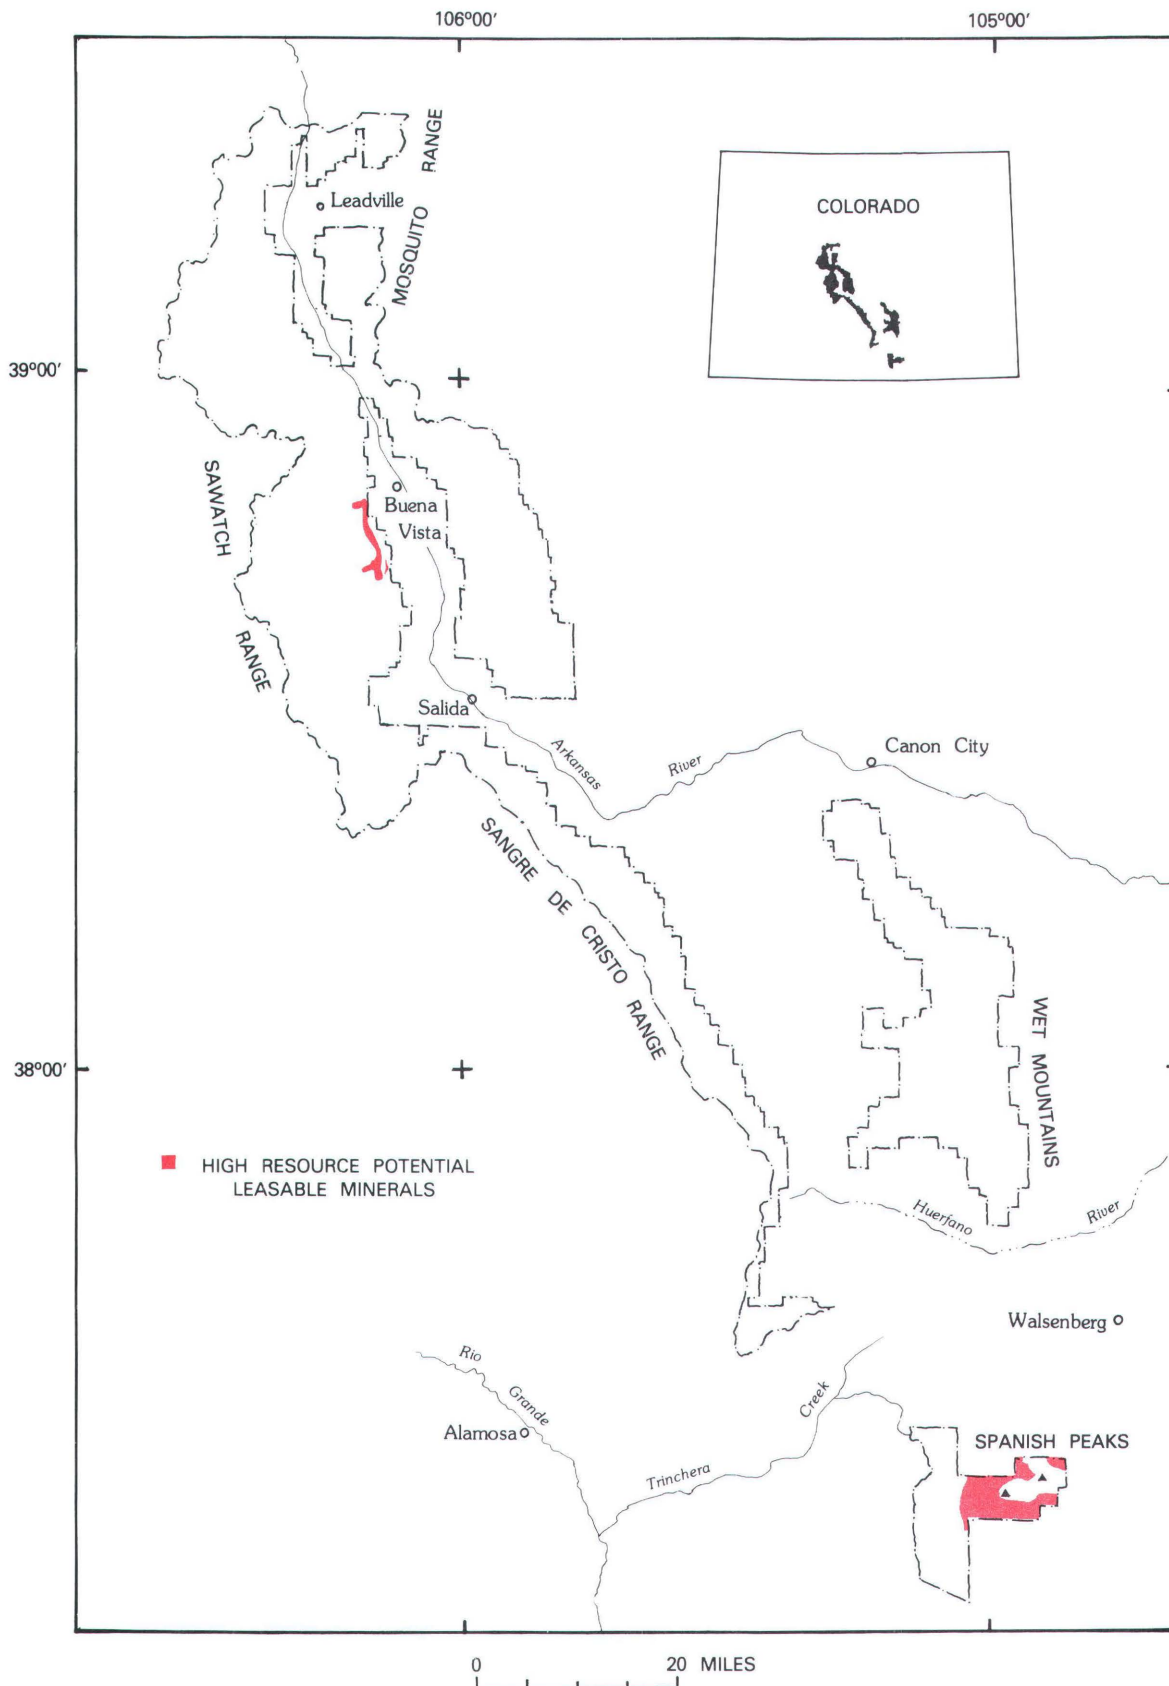 106°00'
105°00'
MOSQUITO RANGE
Leadville
COLORADO
39°00'
SAWATCH RANGE
Buena
Vista
Salida
Arkansas River
Canon City
SANGRE DE CRISTO RANGE
WET MOUNTAINS
38°00'
HIGH RESOURCE POTENTIAL
LEASABLE MINERALS
Huerfano River
Walsenberg
Rio Grande
Alamosa
Trinchera Creek
SPANISH PEAKS
0 20 MILES